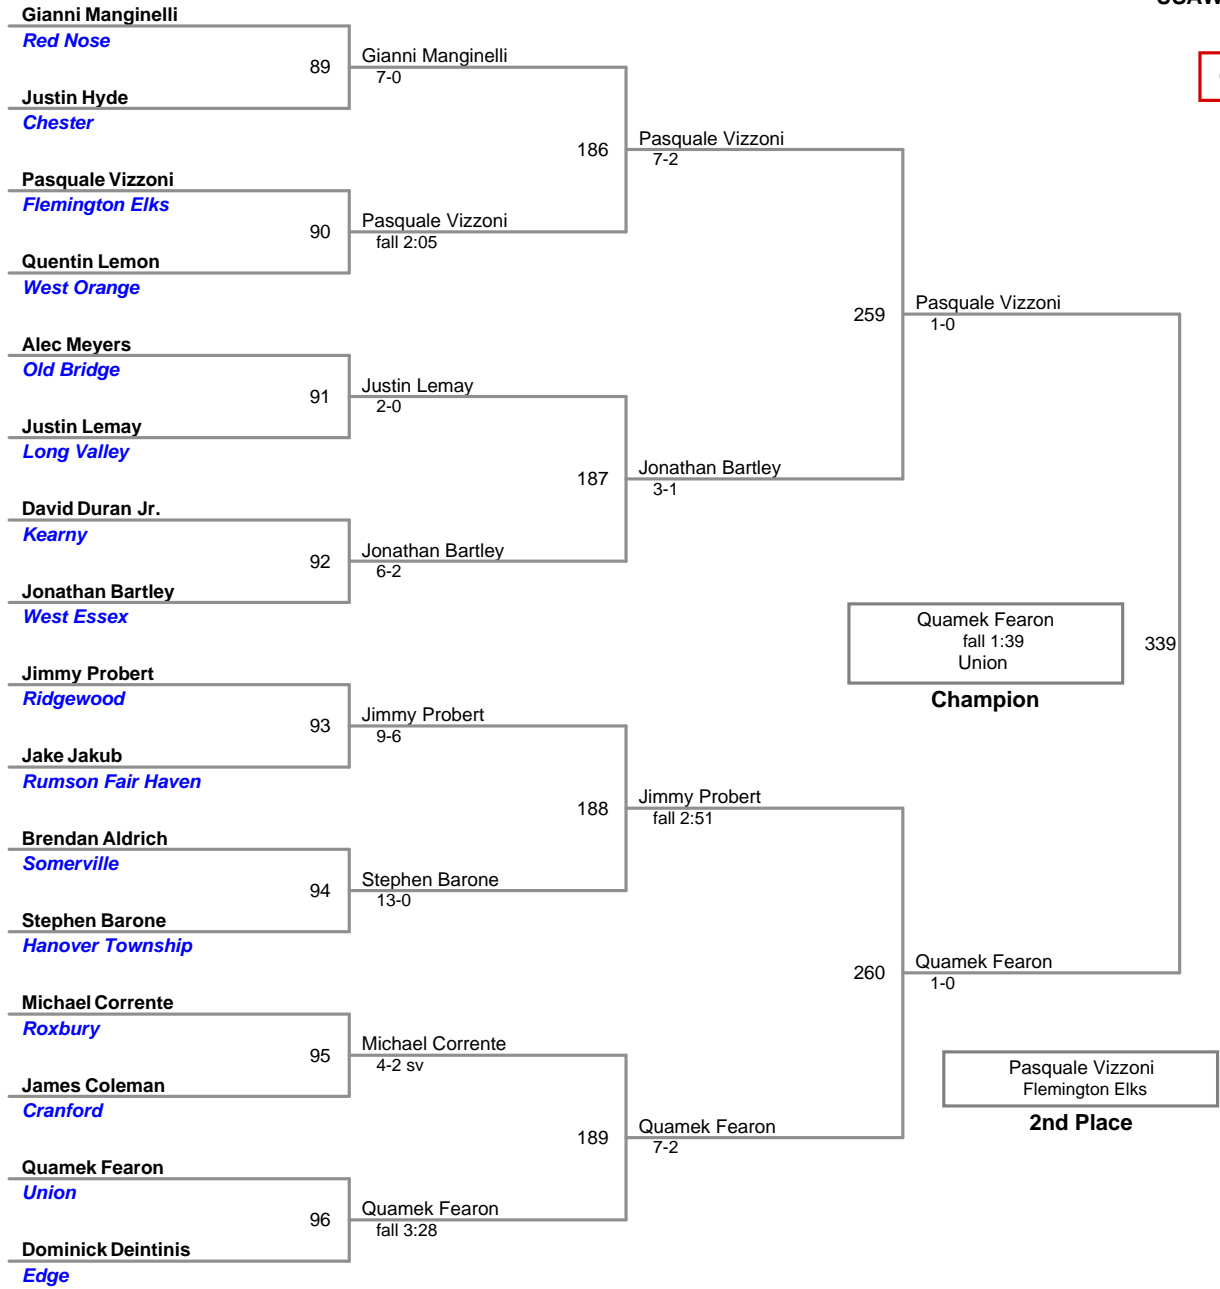 Gianni Manginelli
Red Nose
89
Justin Hyde
Chester
Gianni Manginelli
7-0
Pasquale Vizzoni
Flemington Elks
90
Quentin Lemon
West Orange
Pasquale Vizzoni
fall 2:05
186
Pasquale Vizzoni
7-2
Alec Meyers
Old Bridge
91
Justin Lemay
Long Valley
Justin Lemay
2-0
David Duran Jr.
Kearny
92
Jonathan Bartley
West Essex
Jonathan Bartley
6-2
187
Jonathan Bartley
3-1
259
Pasquale Vizzoni
1-0
Jimmy Probert
Ridgewood
93
Jake Jakub
Rumson Fair Haven
Jimmy Probert
9-6
Brendan Aldrich
Somerville
94
Stephen Barone
Hanover Township
Stephen Barone
13-0
188
Jimmy Probert
fall 2:51
Michael Corrente
Roxbury
95
James Coleman
Cranford
Michael Corrente
4-2 sv
Quamek Fearon
Union
96
Dominick Deintinis
Edge
Quamek Fearon
fall 3:28
189
Quamek Fearon
7-2
260
Quamek Fearon
1-0
339
Quamek Fearon
fall 1:39
Union
Champion
Pasquale Vizzoni
Flemington Elks
2nd Place